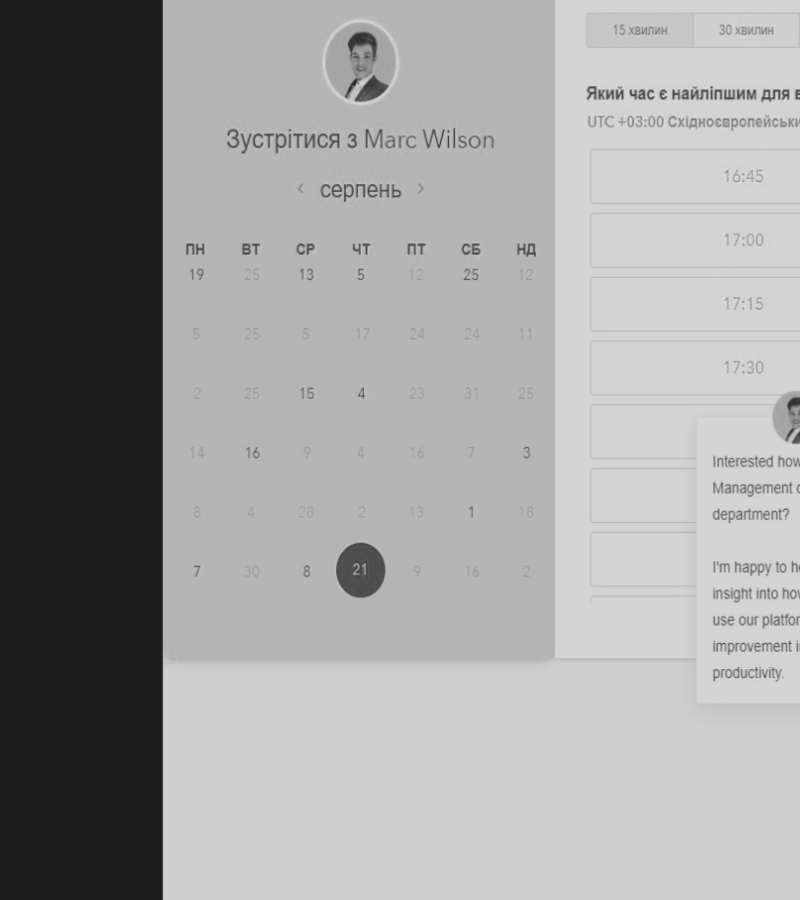 Зустрітися з Marc Wilson
‹ серпень ›
ПН ВТ СР ЧТ ПТ СБ НД
19 25 13 5 12 25 12
5 25 5 17 24 24 11
2 25 15 4 23 31 25
14 16 9 4 16 7 3
8 4 28 2 13 1 18
7 30 8 21 9 16 2
15 хвилин 30 хвилин
Який час є найліпшим для
UTC +03:00
16:45
17:00
17:15
17:30
Interested how
Management
department?
I'm happy to
insight into
use our
improvement
productivity.